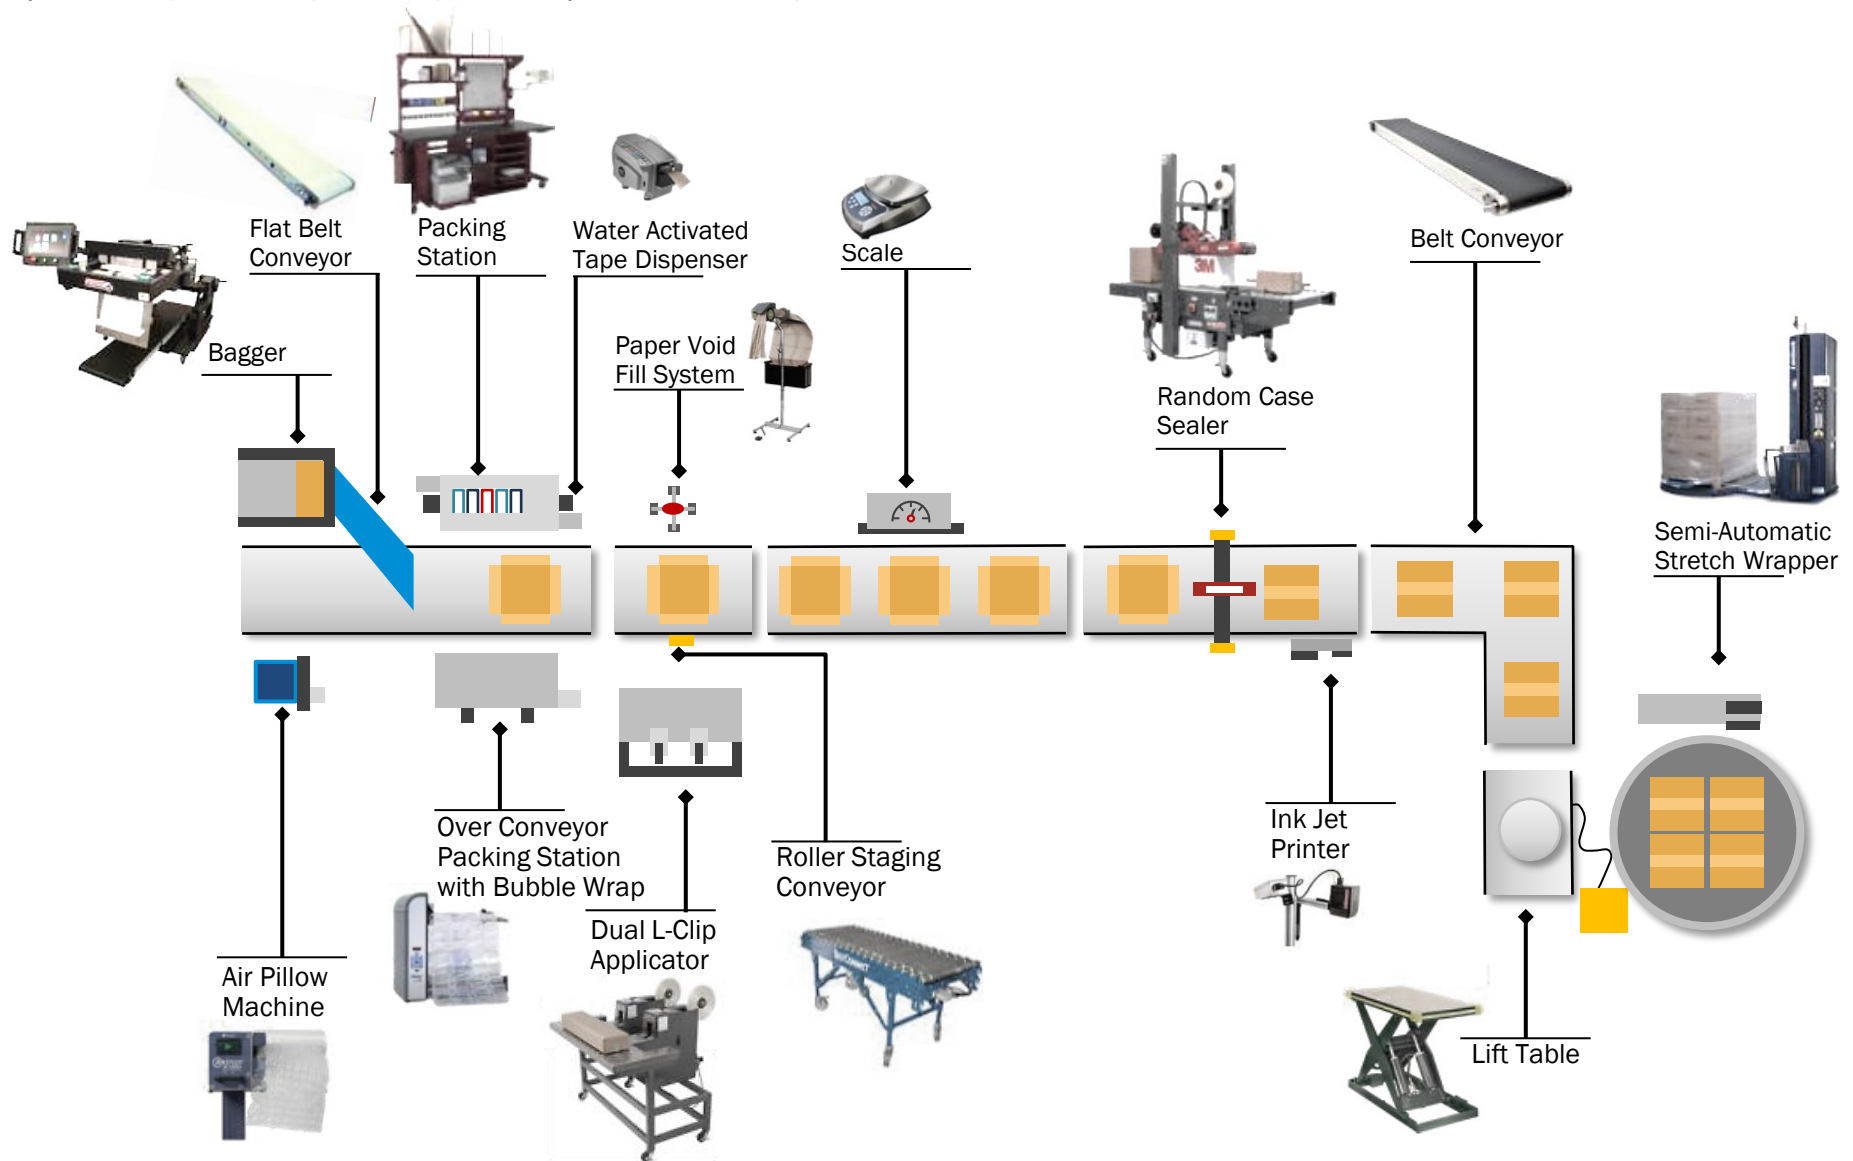 Flat Belt
Conveyor
Packing
Station
Water Activated
Tape Dispenser
Scale
Belt Conveyor
Bagger
Paper Void
Fill System
3M
Random Case
Sealer
Semi-Automatic
Stretch Wrapper
Over Conveyor
Packing Station
with Bubble Wrap
Roller Staging
Conveyor
Ink Jet
Printer
Dual L-Clip
Applicator
Air Pillow
Machine
Lift Table